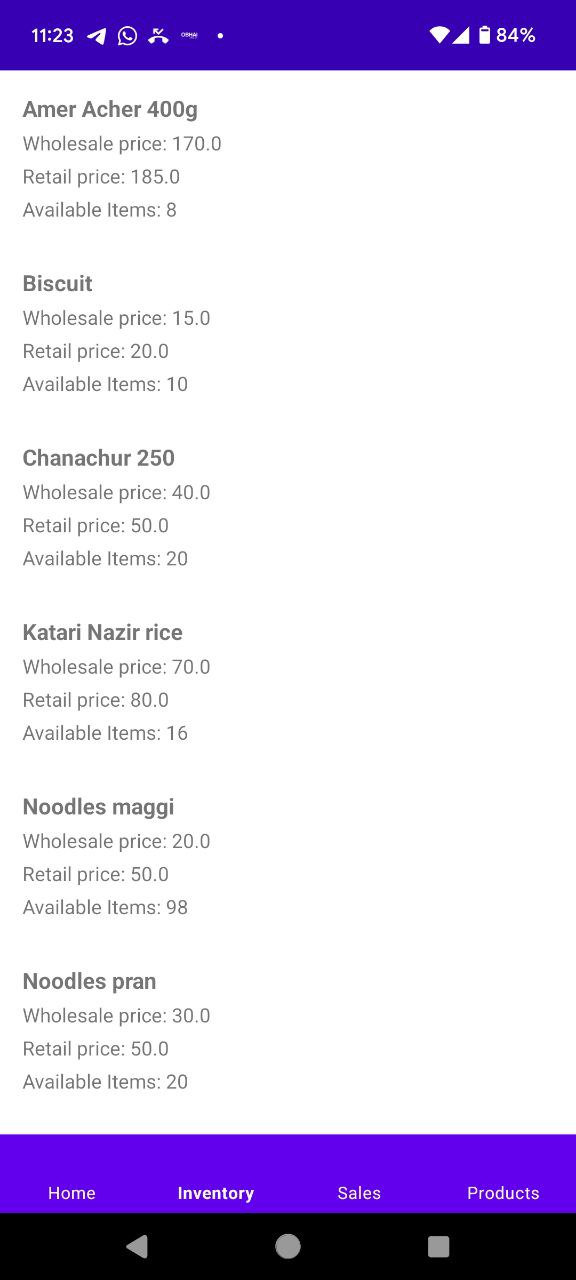 11:23 84%
Amer Acher 400g
Wholesale price: 170.0
Retail price: 185.0
Available Items: 8
Biscuit
Wholesale price: 15.0
Retail price: 20.0
Available Items: 10
Chanachur 250
Wholesale price: 40.0
Retail price: 50.0
Available Items: 20
Katari Nazir rice
Wholesale price: 70.0
Retail price: 80.0
Available Items: 16
Noodles maggi
Wholesale price: 20.0
Retail price: 50.0
Available Items: 98
Noodles pran
Wholesale price: 30.0
Retail price: 50.0
Available Items: 20
Home Inventory Sales Products